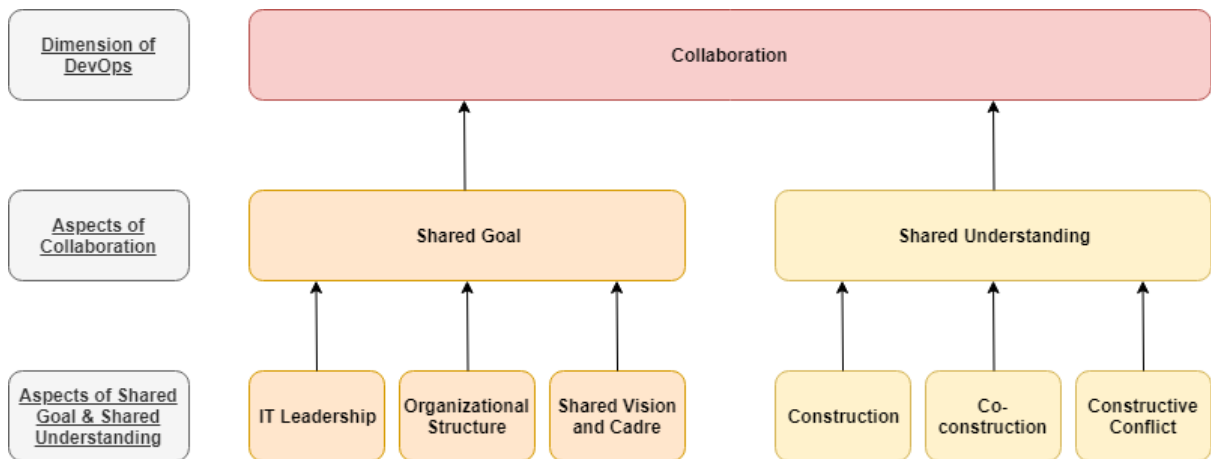 Dimension of
DevOps
Collaboration
Aspects of
Collaboration
Shared Goal
Shared Understanding
Aspects of Shared
Goal & Shared
Understanding
IT Leadership
Organizational
Structure
Shared Vision
and Cadre
Construction
Co-
construction
Constructive
Conflict